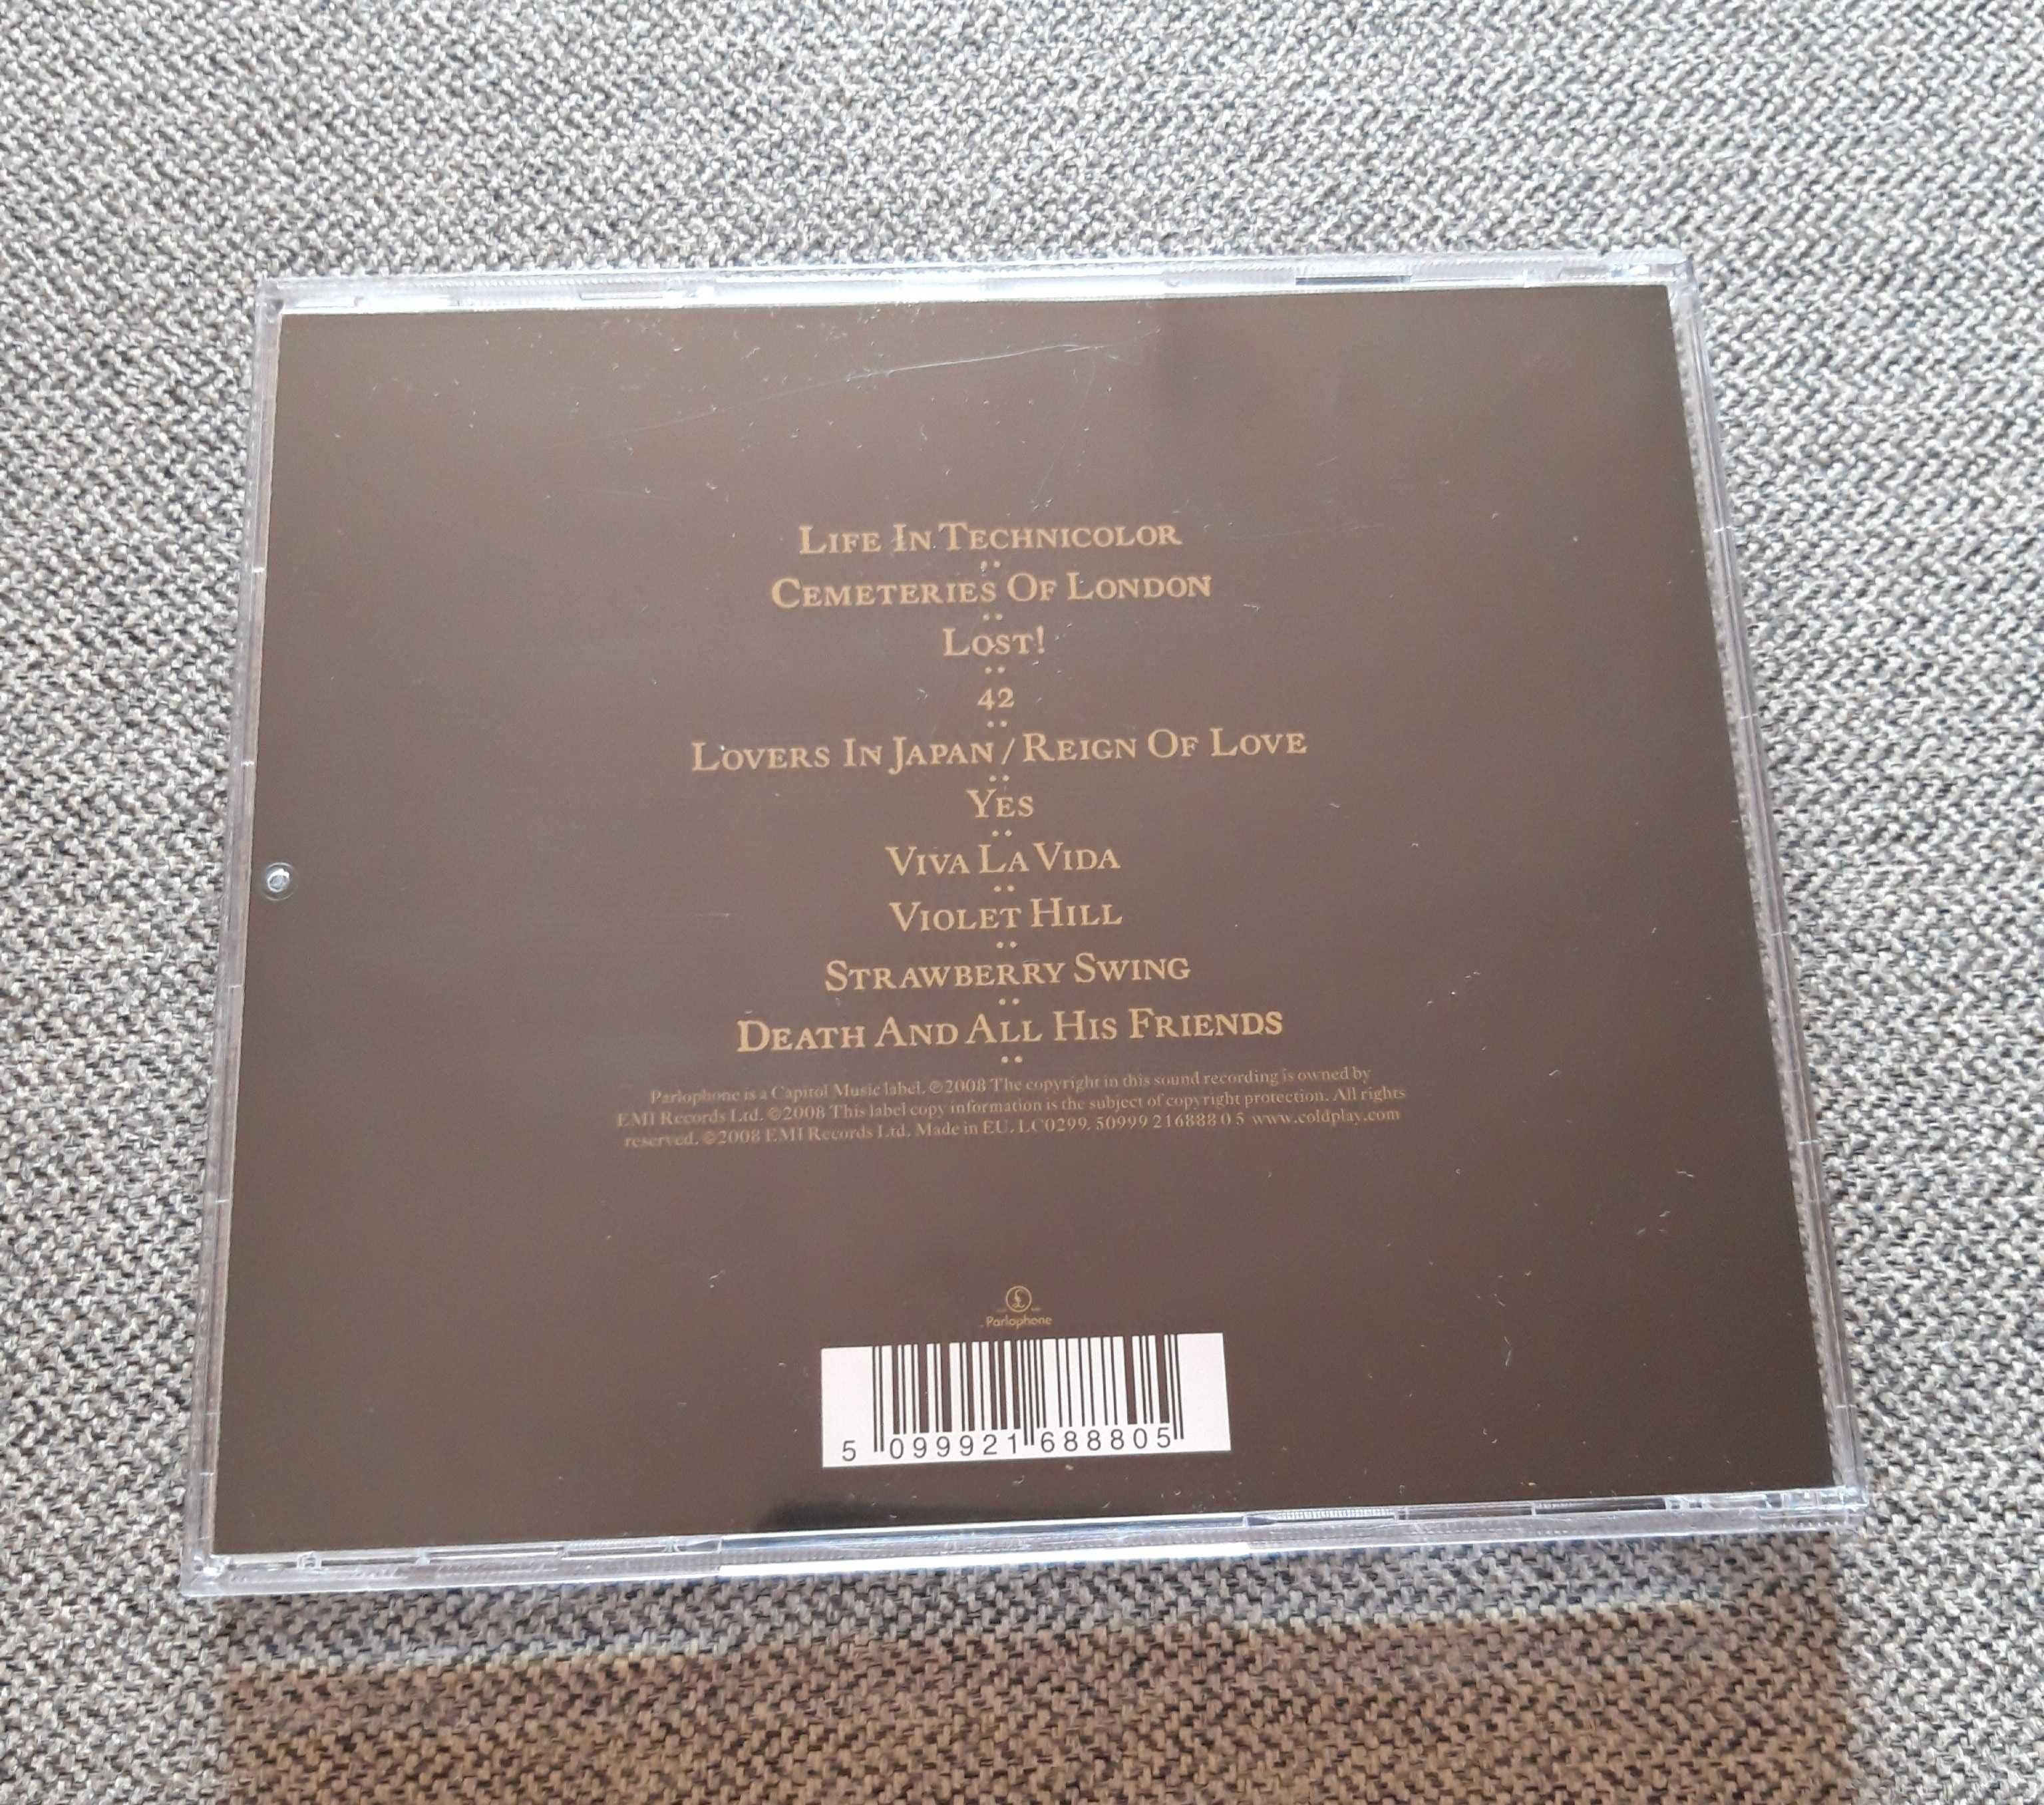 LIFE IN TECHNICOLOR
CEMETERIES OF LONDON
LOST!
42
LOVERS IN JAPAN / REIGN OF LOVE
YES
VIVA LA VIDA
VIOLET HILL
STRAWBERRY SWING
DEATH AND ALL HIS FRIENDS
Parlophone is a Capitol Music label. ℗2008 The copyright in this sound recording is owned by
EMI Records Ltd. ©2008 This label copy information is the subject of copyright protection. All rights
reserved. ©2008 EMI Records Ltd. Made in EU. LC0299. 50999 216888 0 5 www.coldplay.com
£
Parlophone
5 099921 688805